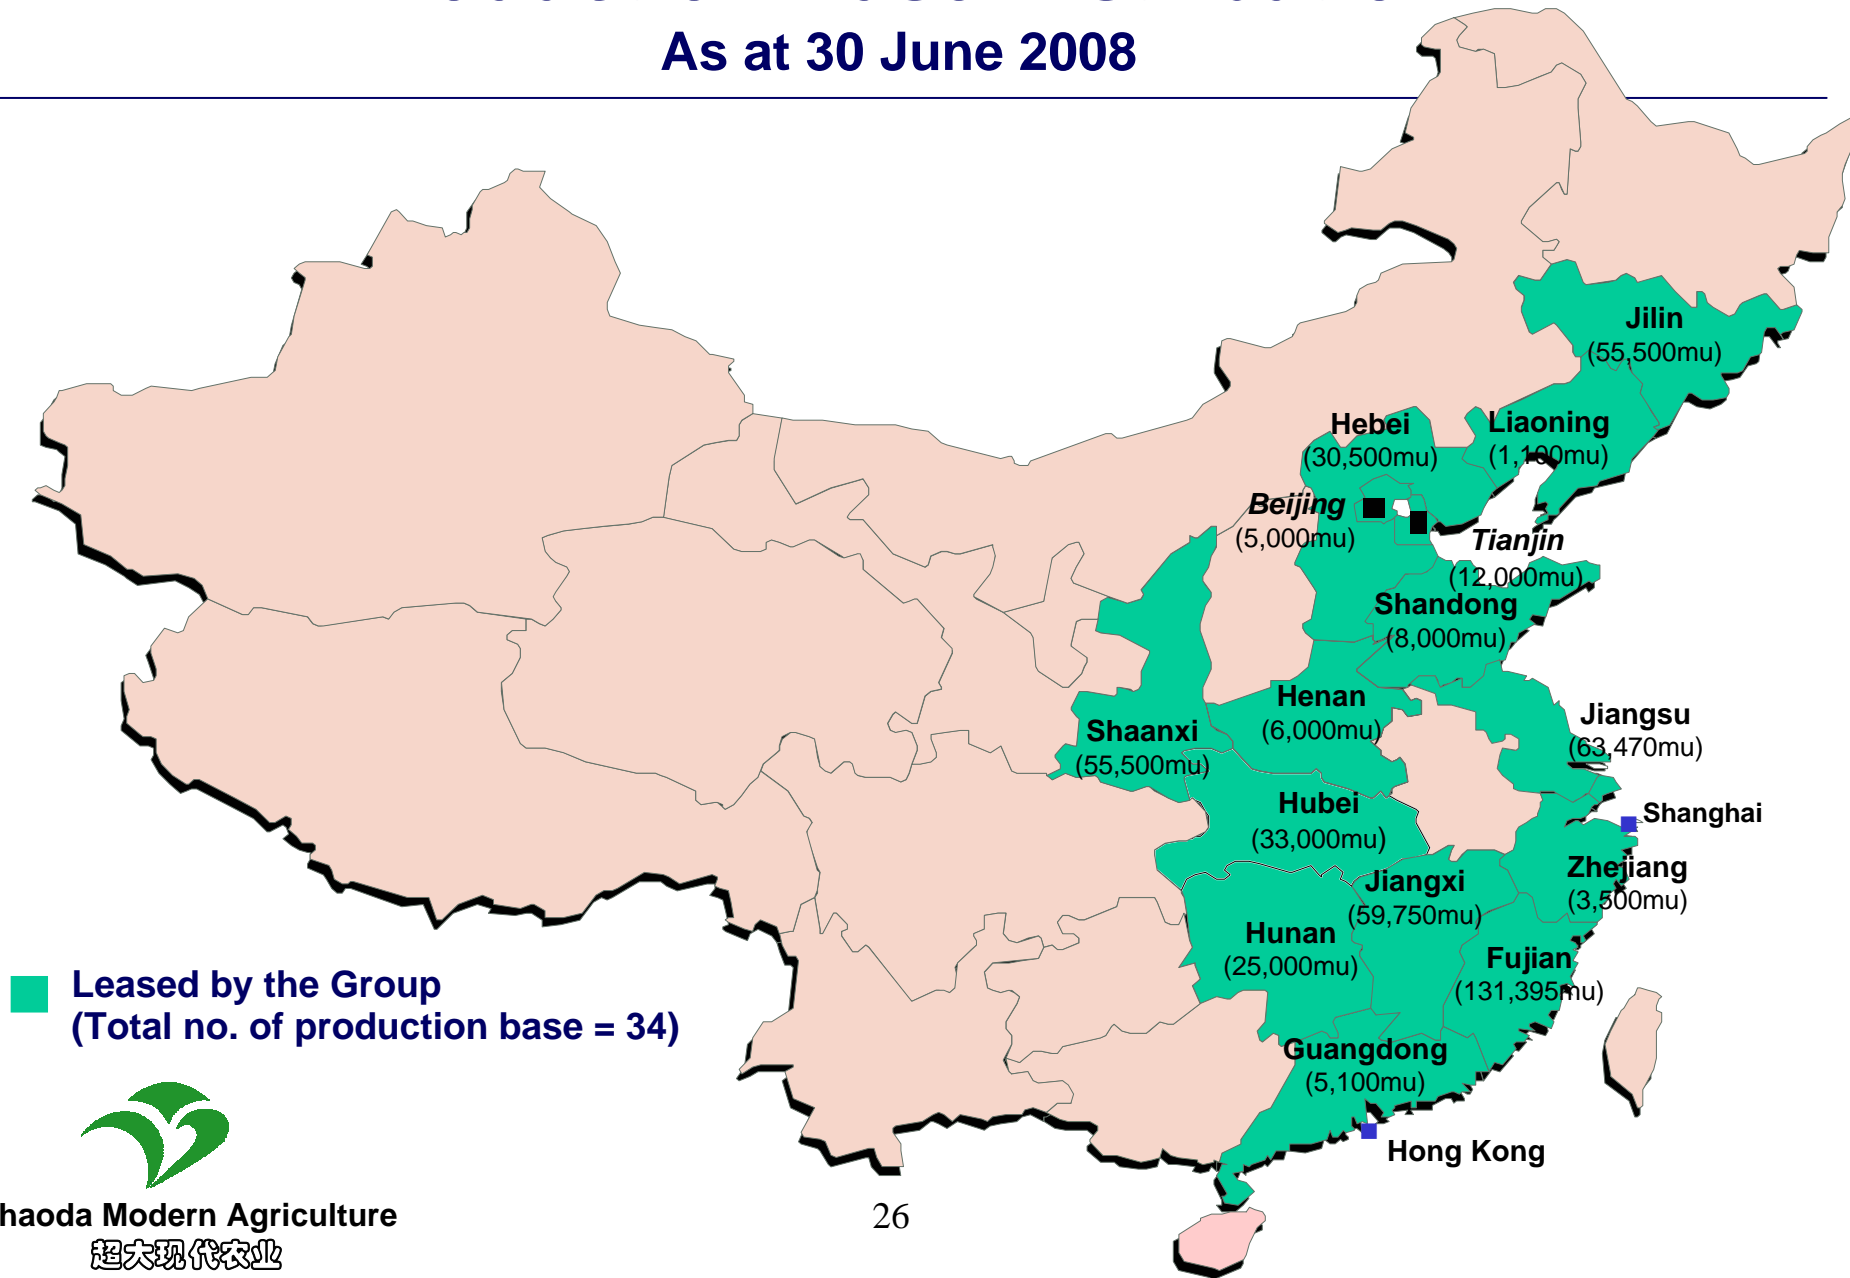 As at 30 June 2008
Jilin
(55,500mu)
Hebei
(30,500mu)
Liaoning
(1,100mu)
Beijing
(5,000mu)
Tianjin
(12,000mu)
Shandong
(8,000mu)
Henan
(6,000mu)
Shaanxi
(55,500mu)
Jiangsu
(63,470mu)
Hubei
(33,000mu)
Shanghai
Zhejiang
(3,500mu)
Jiangxi
(59,750mu)
Hunan
(25,000mu)
Fujian
(131,395mu)
Leased by the Group
(Total no. of production base = 34)
Guangdong
(5,100mu)
Hong Kong
haoda Modern Agriculture
超大现代农业
26